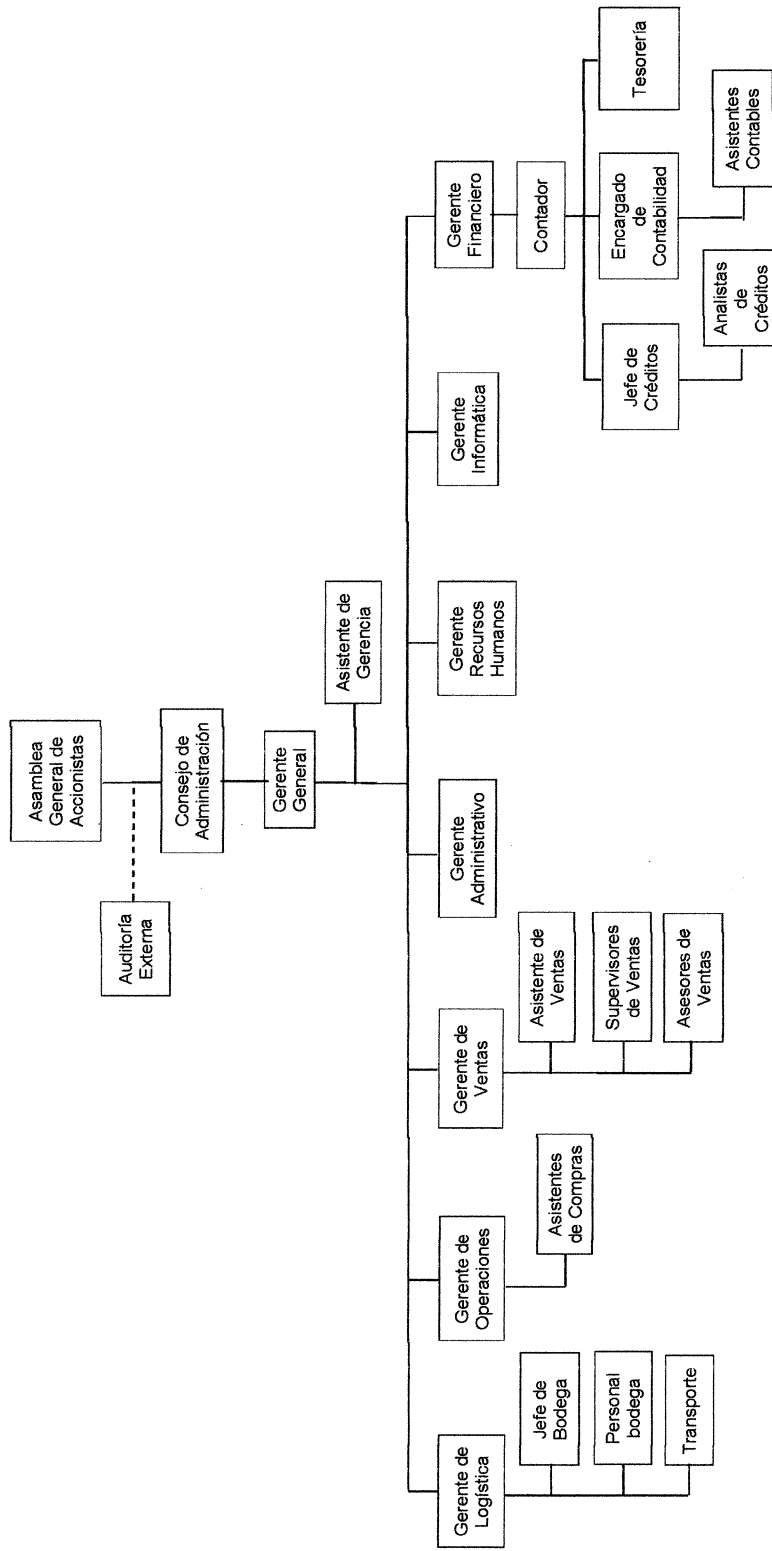 Asamblea
General de
Accionistas
Auditoría
Externa
Consejo de
Administración
Gerente
General
Asistente de
Gerencia
Gerente de
Logística
Gerente de
Operaciones
Gerente de
Ventas
Gerente
Administrativo
Gerente
Recursos
Humanos
Gerente
Informática
Gerente
Financiero
Jefe de
Bodega
Personal
bodega
Transporte
Asistentes
de Compras
Asistente de
Ventas
Supervisores
de Ventas
Asesores de
Ventas
Contador
Jefe de
Créditos
Encargado
de
Contabilidad
Tesorería
Analistas
de
Créditos
Asistentes
Contables